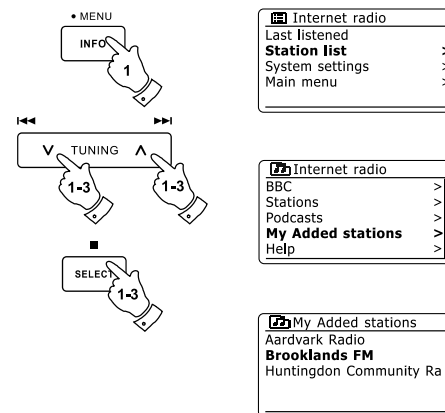 • MENU
INFO
1
TUNING
1-3
1-3
SELECT
1-3
Internet radio
Last listened
Station list >
System settings >
Main menu >
Internet radio
BBC >
Stations >
Podcasts >
My Added stations >
Help >
My Added stations
Aardvark Radio
Brooklands FM
Huntingdon Community Ra